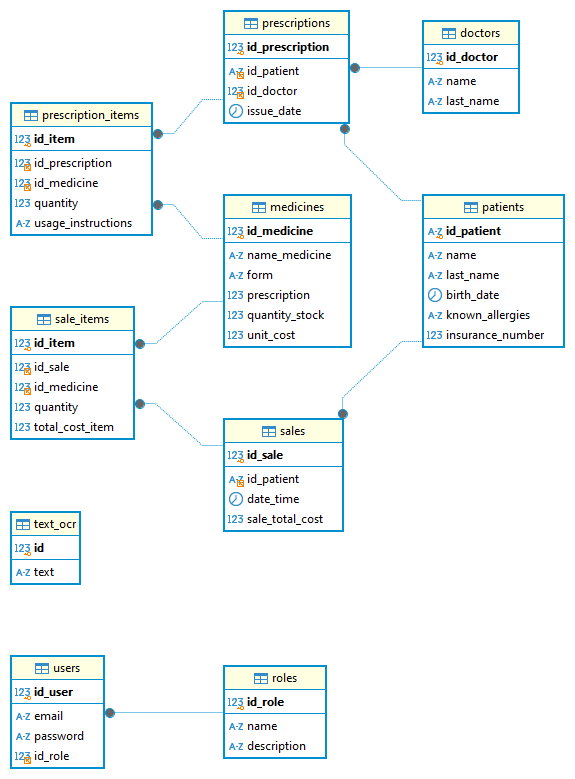 prescriptions
123 id_prescription
A-Z id_patient
123 id_doctor
issue_date
doctors
123 id_doctor
A-Z name
A-Z last_name
prescription_items
123 id_item
123 id_prescription
123 id_medicine
123 quantity
A-Z usage_instructions
medicines
123 id_medicine
A-Z name_medicine
A-Z form
123 prescription
123 quantity_stock
123 unit_cost
patients
A-Z id_patient
A-Z name
A-Z last_name
birth_date
A-Z known_allergies
123 insurance_number
sale_items
123 id_item
123 id_sale
123 id_medicine
123 quantity
123 total_cost_item
sales
123 id_sale
A-Z id_patient
date_time
123 sale_total_cost
text_ocr
123 id
A-Z text
users
123 id_user
A-Z email
A-Z password
123 id_role
roles
123 id_role
A-Z name
A-Z description